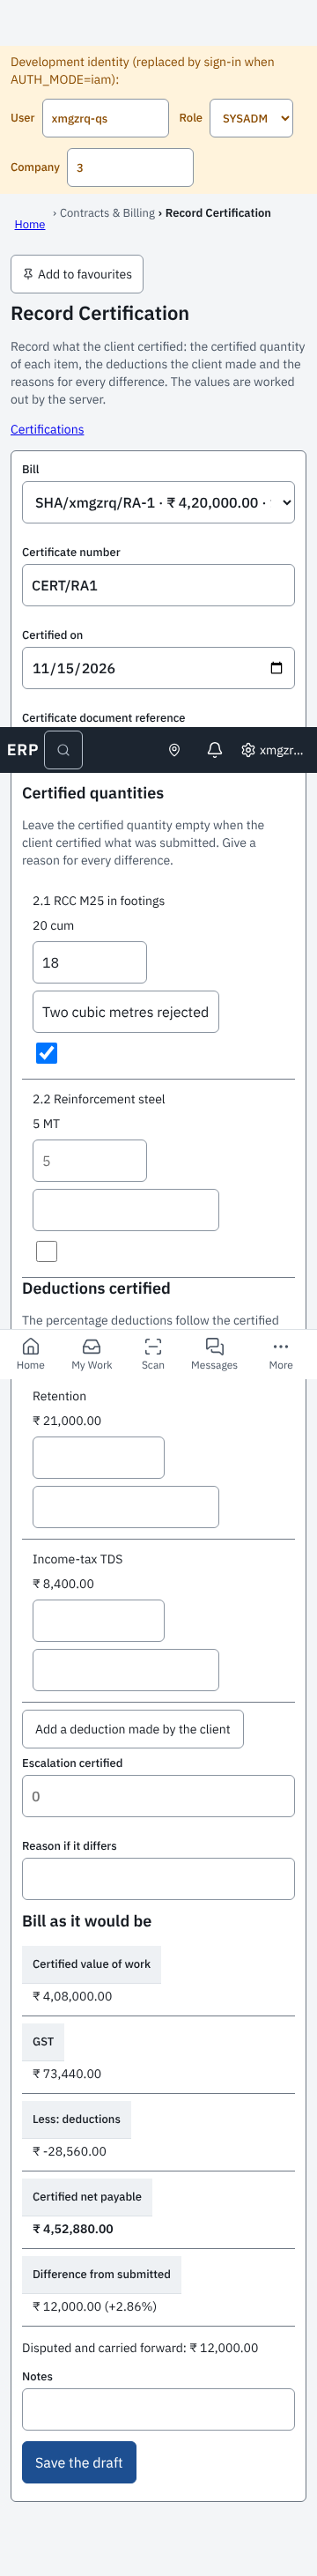 Development identity (replaced by sign-in when
AUTH_MODE=iam):
User xmgzrq-qs Role SYSADM
Company 3
Home › Contracts & Billing › Record Certification
Add to favourites
Record Certification
Record what the client certified: the certified quantity
of each item, the deductions the client made and the
reasons for every difference. The values are worked
out by the server.
Certifications
Bill
SHA/xmgzrq/RA-1 · ₹ 4,20,000.00 ·
Certificate number
CERT/RA1
Certified on
11/15/2026
Certificate document reference
ERP xmgzr...
Certified quantities
Leave the certified quantity empty when the
client certified what was submitted. Give a
reason for every difference.
2.1 RCC M25 in footings
20 cum
18
Two cubic metres rejected
2.2 Reinforcement steel
5 MT
5
Deductions certified
The percentage deductions follow the certified
Home My Work Scan Messages More
Retention
₹ 21,000.00
Income-tax TDS
₹ 8,400.00
Add a deduction made by the client
Escalation certified
0
Reason if it differs
Bill as it would be
Certified value of work
₹ 4,08,000.00
GST
₹ 73,440.00
Less: deductions
₹ -28,560.00
Certified net payable
₹ 4,52,880.00
Difference from submitted
₹ 12,000.00 (+2.86%)
Disputed and carried forward: ₹ 12,000.00
Notes
Save the draft